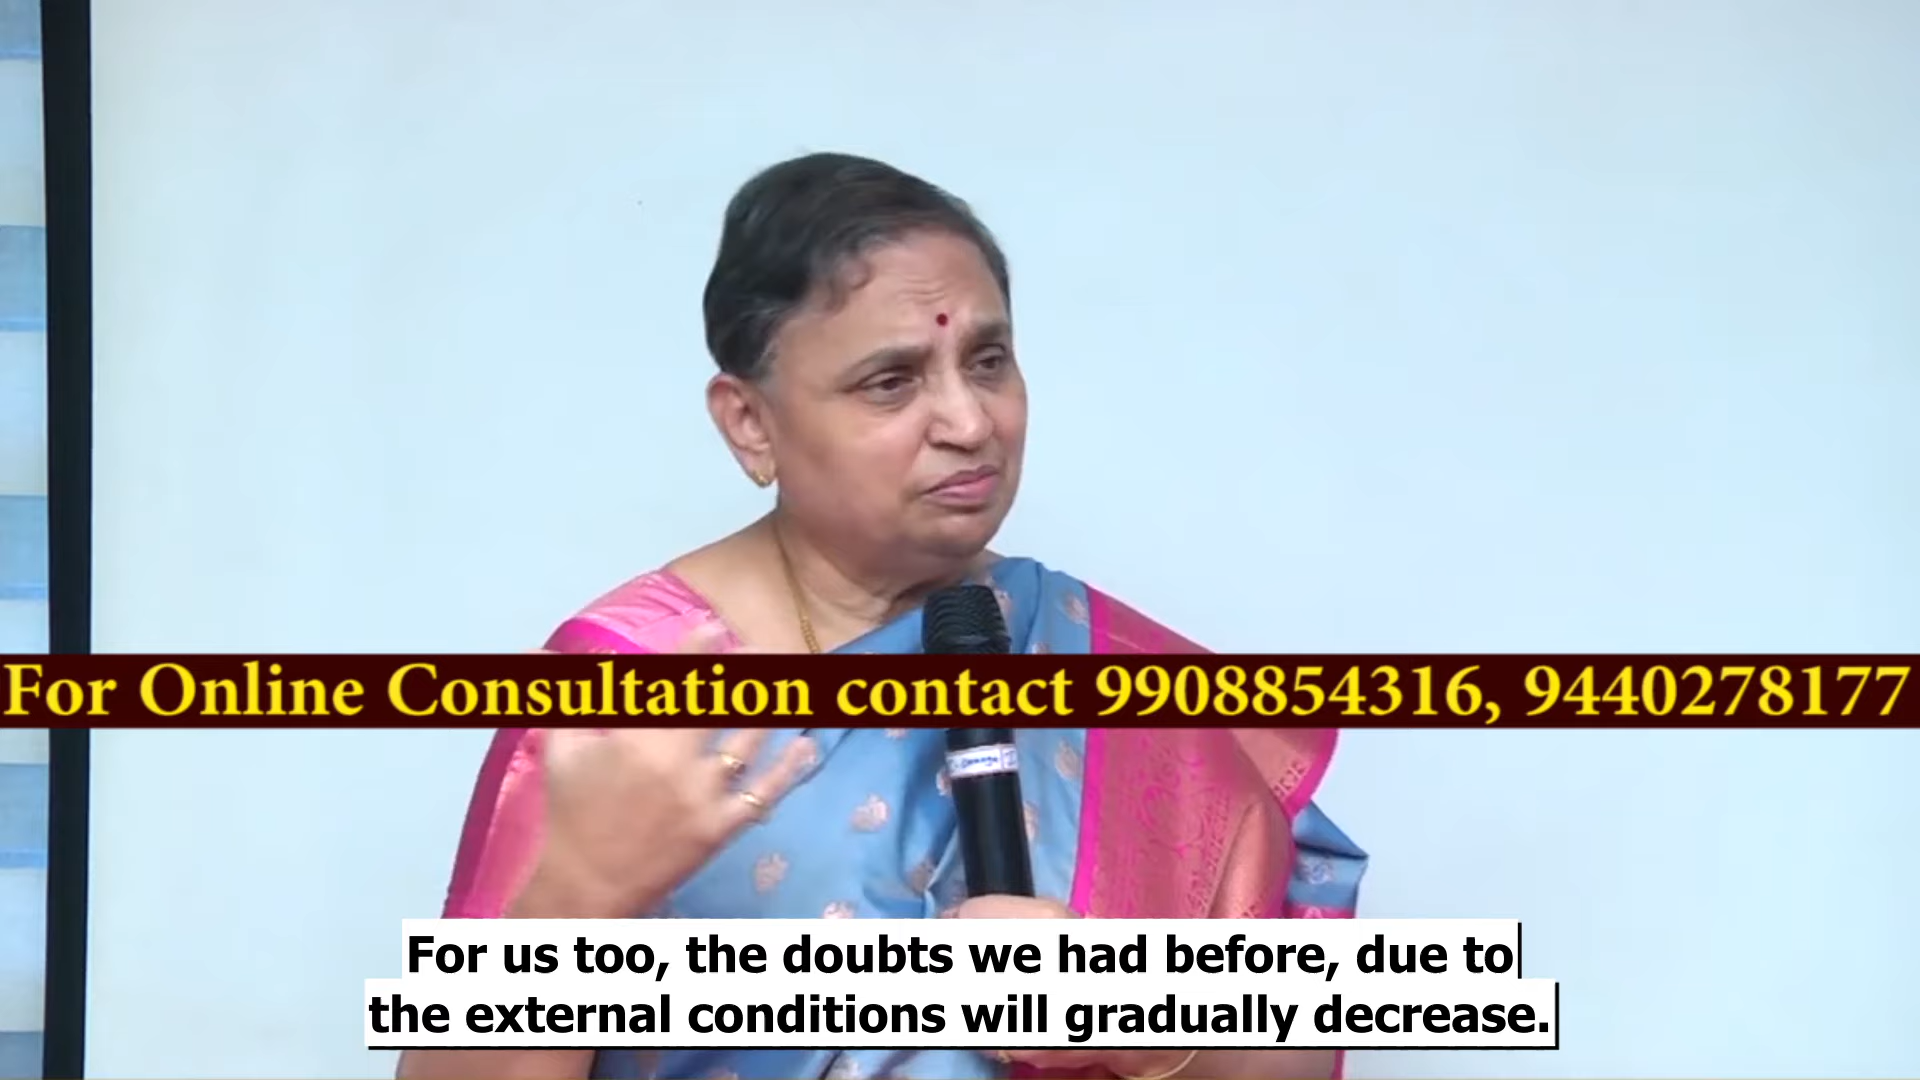 For Online Consultation contact 9908854316, 9440278177
For us too, the doubts we had before, due to
the external conditions will gradually decrease.